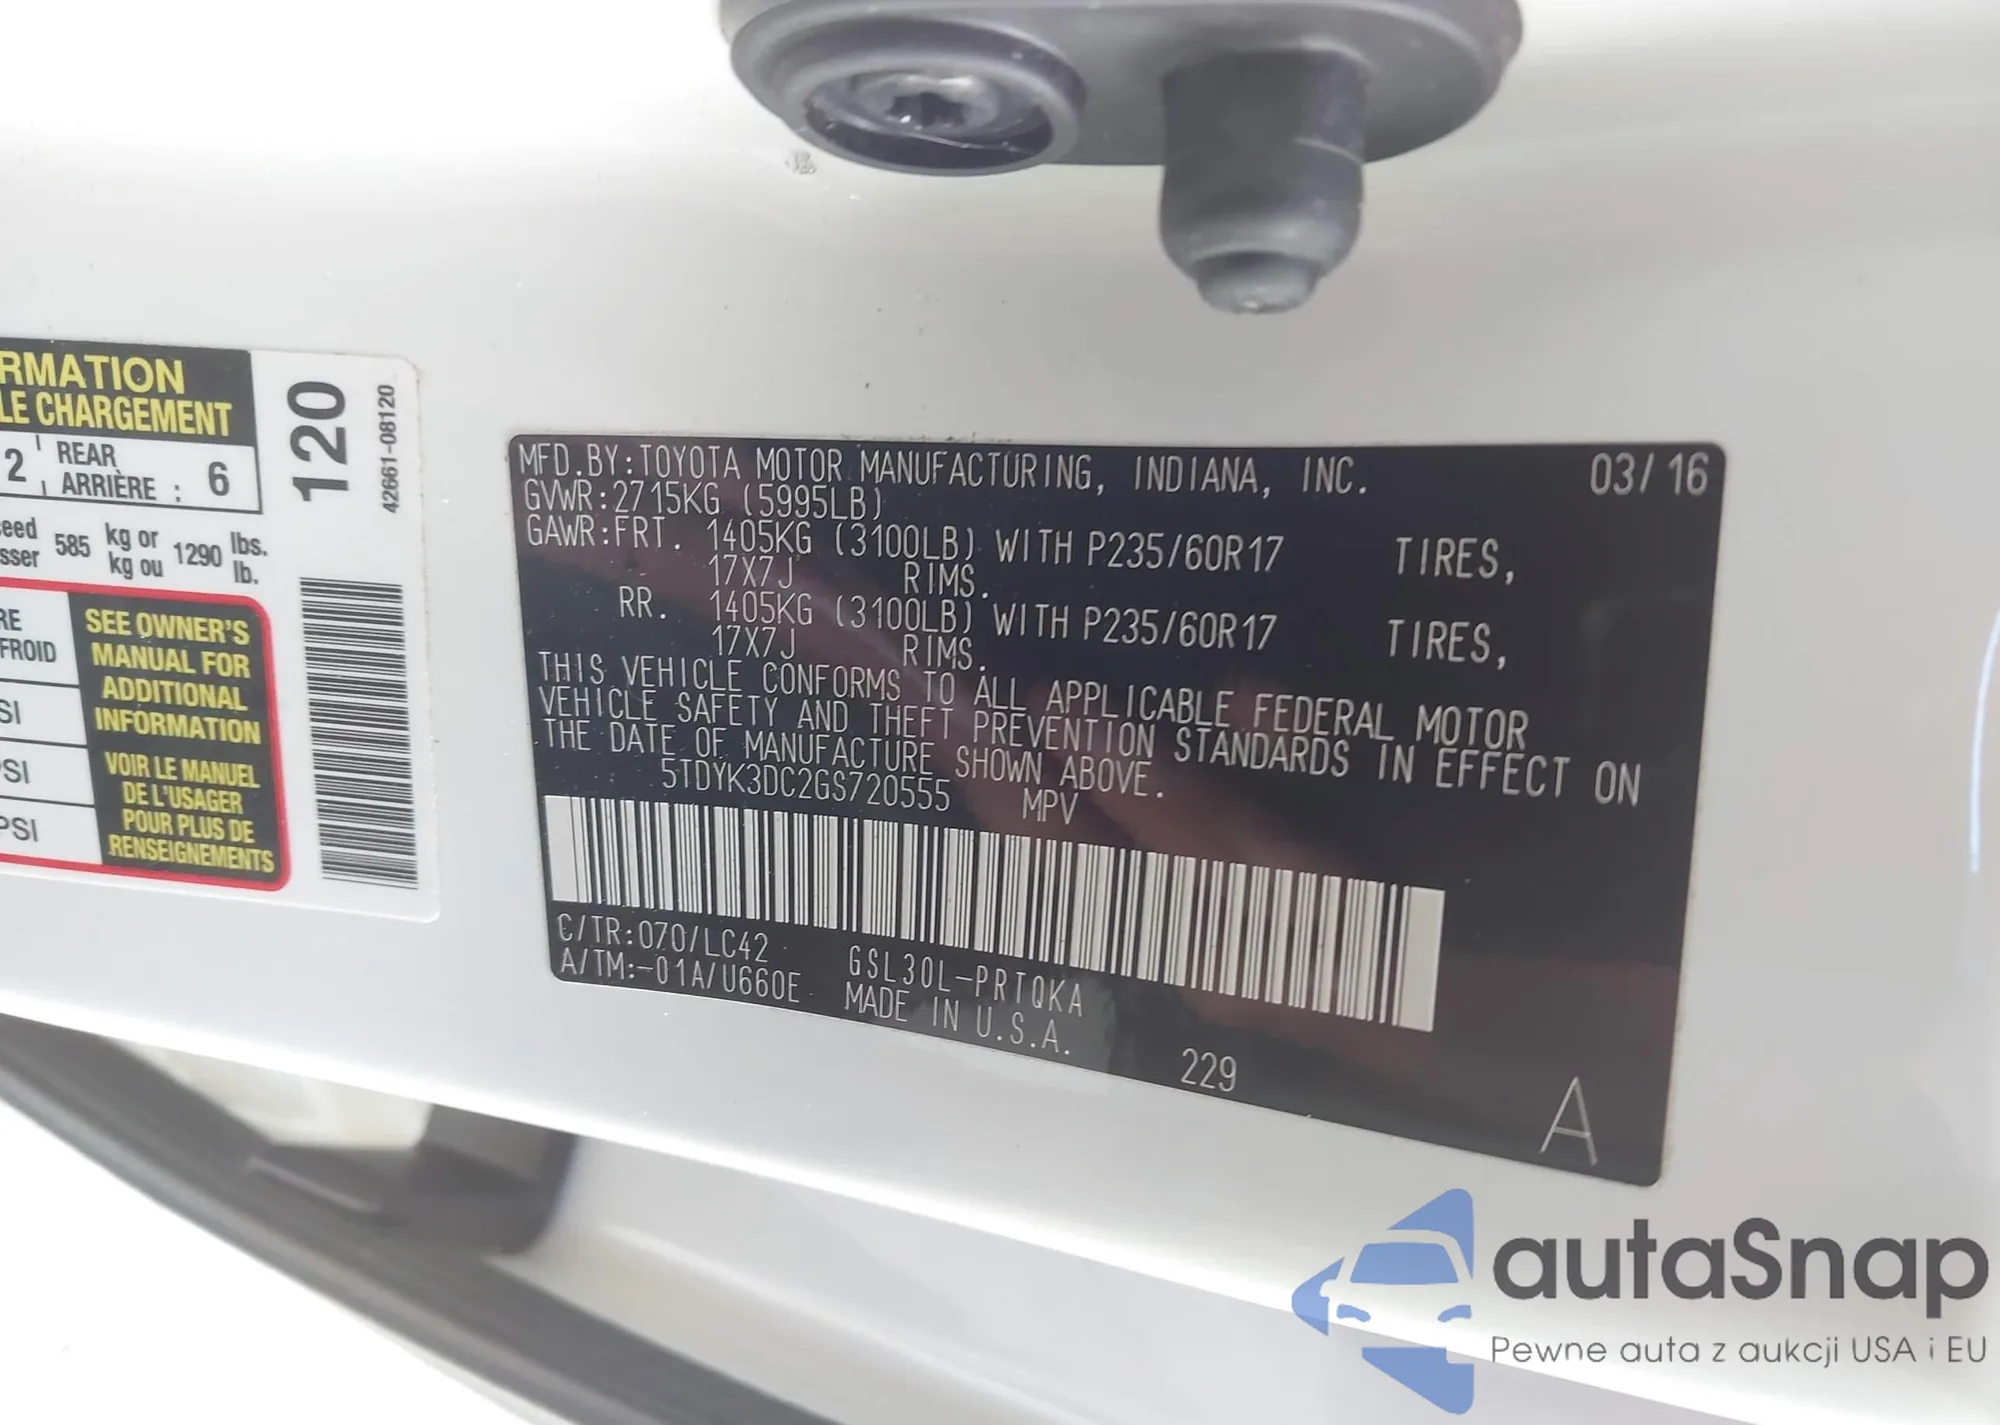 RMATION
LE CHARGEMENT
2 REAR
ARRIÈRE : 6
eed
sser 585 kg or
kg ou 1290 lbs.
lb.
RE
FROID
SI
PSI
PSI
SEE OWNER'S
MANUAL FOR
ADDITIONAL
INFORMATION
VOIR LE MANUEL
DE L'USAGER
POUR PLUS DE
RENSEIGNEMENTS
120
42661-08120
MFD.BY:TOYOTA MOTOR MANUFACTURING, INDIANA, INC. 03/16
GVWR:2715KG (5995LB)
GAWR:FRT. 1405KG (3100LB) WITH P235/60R17 TIRES,
17X7J RIMS.
RR. 1405KG (3100LB) WITH P235/60R17 TIRES,
17X7J RIMS.
THIS VEHICLE CONFORMS TO ALL APPLICABLE FEDERAL MOTOR
VEHICLE SAFETY AND THEFT PREVENTION STANDARDS IN EFFECT ON
THE DATE OF MANUFACTURE SHOWN ABOVE.
5TDYK3DC2GS720555 MPV
C/TR:070/LC42 GSL30L-PRTQKA
A/TM:-01A/U660E MADE IN U.S.A.
229
A
autaSnap
Pewne auta z aukcji USA i EU